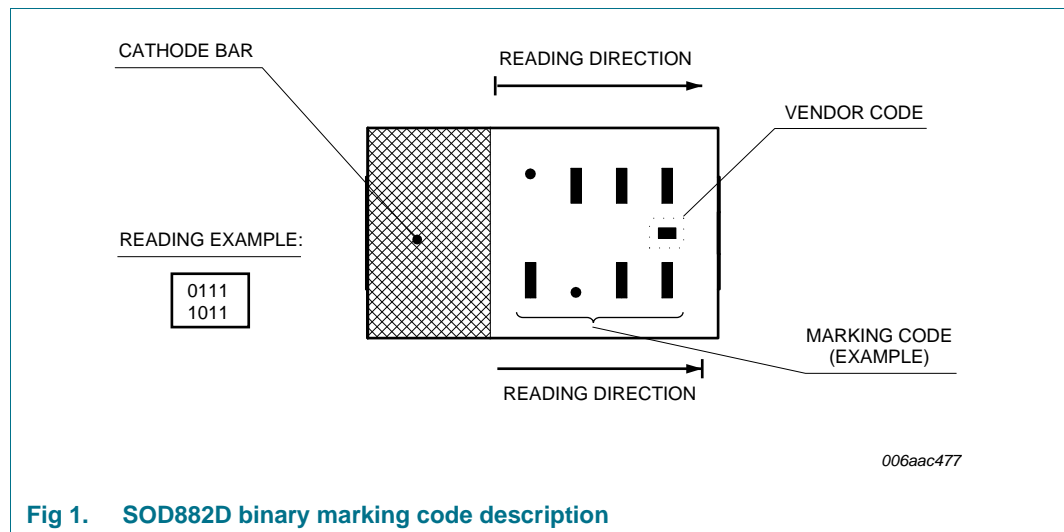 CATHODE BAR
READING DIRECTION
VENDOR CODE
READING EXAMPLE:
0111
1011
MARKING CODE
(EXAMPLE)
READING DIRECTION
006aac477
Fig 1. SOD882D binary marking code description